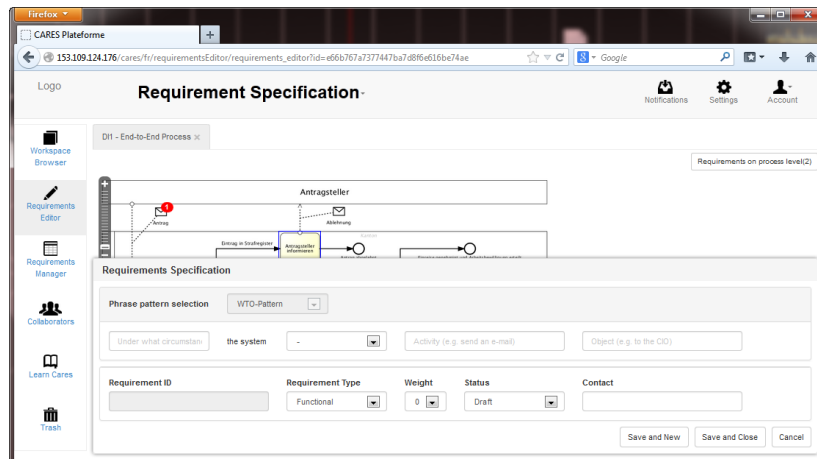 Firefox
CARES Plateforme
153.109.124.176/cares/fr/requirementsEditor/requirements_editor?id=e66b767a7377447ba7d8f6e616be74ae
Google
Logo
Requirement Specification
Notifications
Settings
Account
DI1 - End-to-End Process
Requirements on process level(2)
Workspace
Browser
Requirements
Editor
Requirements
Manager
Collaborators
Learn Cares
Trash
Antragsteller
1
Antrag
Ablehnung
Eintrag in Strafregister
Antragsteller
informieren
Requirements Specification
Phrase pattern selection
WTO-Pattern
Under what circumstanc
the system
-
Activity (e.g. send an e-mail)
Object (e.g. to the CIO)
Requirement ID
Requirement Type
Weight
Status
Contact
Functional
0
Draft
Save and New
Save and Close
Cancel